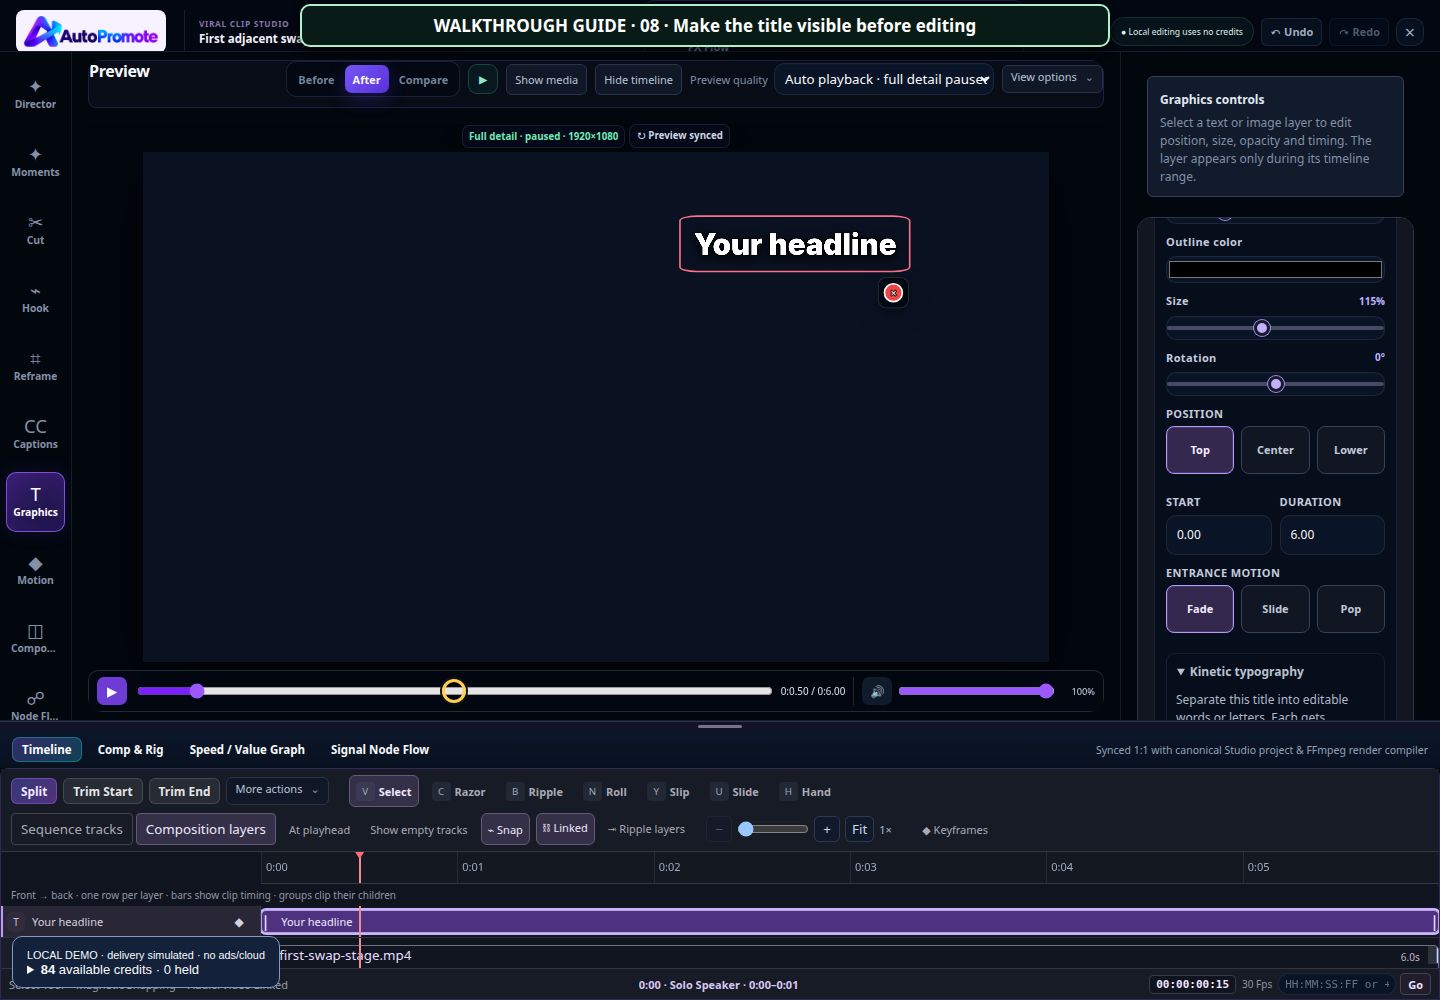 AutoPromote
VIRAL CLIP STUDIO
First adjacent swa
WALKTHROUGH GUIDE · 08 · Make the title visible before editing
● Local editing uses no credits
↶ Undo
↷ Redo
✕
Director
Moments
Cut
Hook
Reframe
CC
Captions
T
Graphics
Motion
Compo...
Node Fl...
Preview
Before
After
Compare
Show media
Hide timeline
Preview quality
Auto playback · full detail paused
View options
Full detail · paused · 1920×1080
↻ Preview synced
Your headline
0:0.50 / 0:6.00
100%
Graphics controls
Select a text or image layer to edit
position, size, opacity and timing. The
layer appears only during its timeline
range.
Outline color
Size
115%
Rotation
0°
POSITION
Top
Center
Lower
START
DURATION
0.00
6.00
ENTRANCE MOTION
Fade
Slide
Pop
▼ Kinetic typography
Separate this title into editable
words or letters. Each gets
Timeline
Comp & Rig
Speed / Value Graph
Signal Node Flow
Synced 1:1 with canonical Studio project & FFmpeg render compiler
Split
Trim Start
Trim End
More actions
V Select
C Razor
B Ripple
N Roll
Y Slip
U Slide
H Hand
Sequence tracks
Composition layers
At playhead
Show empty tracks
Snap
Linked
⇥ Ripple layers
−
+
Fit
1×
◆ Keyframes
0:00
0:01
0:02
0:03
0:04
0:05
Front → back · one row per layer · bars show clip timing · groups clip their children
T Your headline
Your headline
first-swap-stage.mp4
6.0s
LOCAL DEMO · delivery simulated · no ads/cloud
▶ 84 available credits · 0 held
0:00 · Solo Speaker · 0:00–0:01
00:00:00:15
30 Fps
HH:MM:SS:FF or +
Go